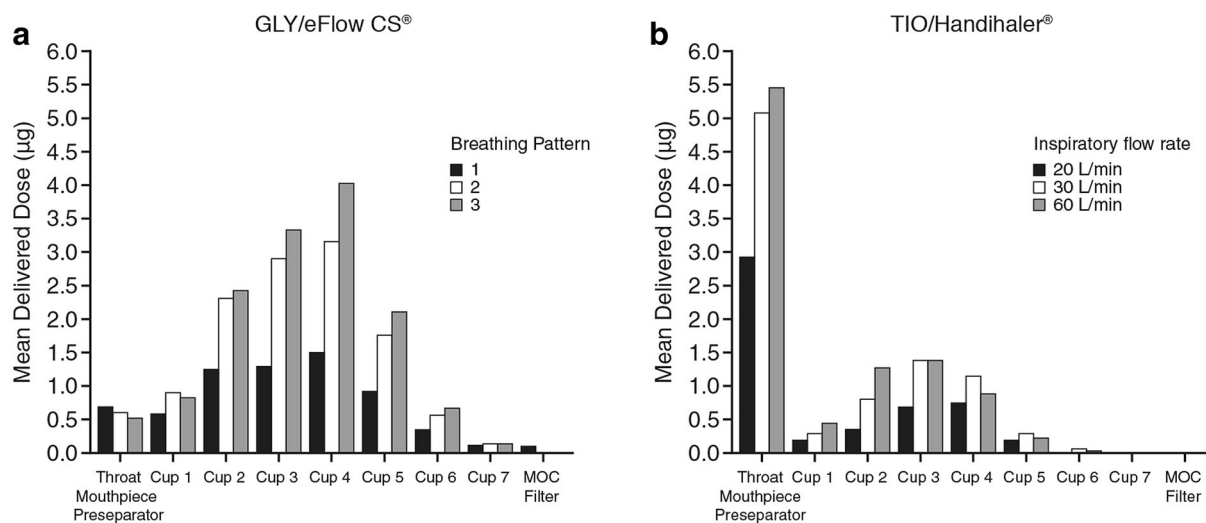 a
GLY/eFlow CS®
Mean Delivered Dose (µg)
6.0
5.5
5.0
4.5
4.0
3.5
3.0
2.5
2.0
1.5
1.0
0.5
0.0
Breathing Pattern
1
2
3
Throat Mouthpiece Preseparator
Cup 1
Cup 2
Cup 3
Cup 4
Cup 5
Cup 6
Cup 7
MOC Filter
b
TIO/Handihaler®
Mean Delivered Dose (µg)
6.0
5.5
5.0
4.5
4.0
3.5
3.0
2.5
2.0
1.5
1.0
0.5
0.0
Inspiratory flow rate
20 L/min
30 L/min
60 L/min
Throat Mouthpiece Preseparator
Cup 1
Cup 2
Cup 3
Cup 4
Cup 5
Cup 6
Cup 7
MOC Filter